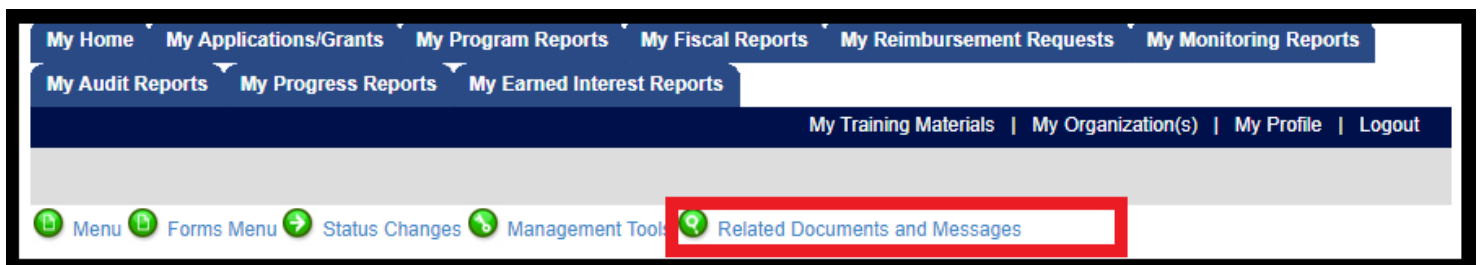 My Home My Applications/Grants My Program Reports My Fiscal Reports My Reimbursement Requests My Monitoring Reports
My Audit Reports My Progress Reports My Earned Interest Reports
My Training Materials | My Organization(s) | My Profile | Logout
Menu Forms Menu Status Changes Management Tools Related Documents and Messages